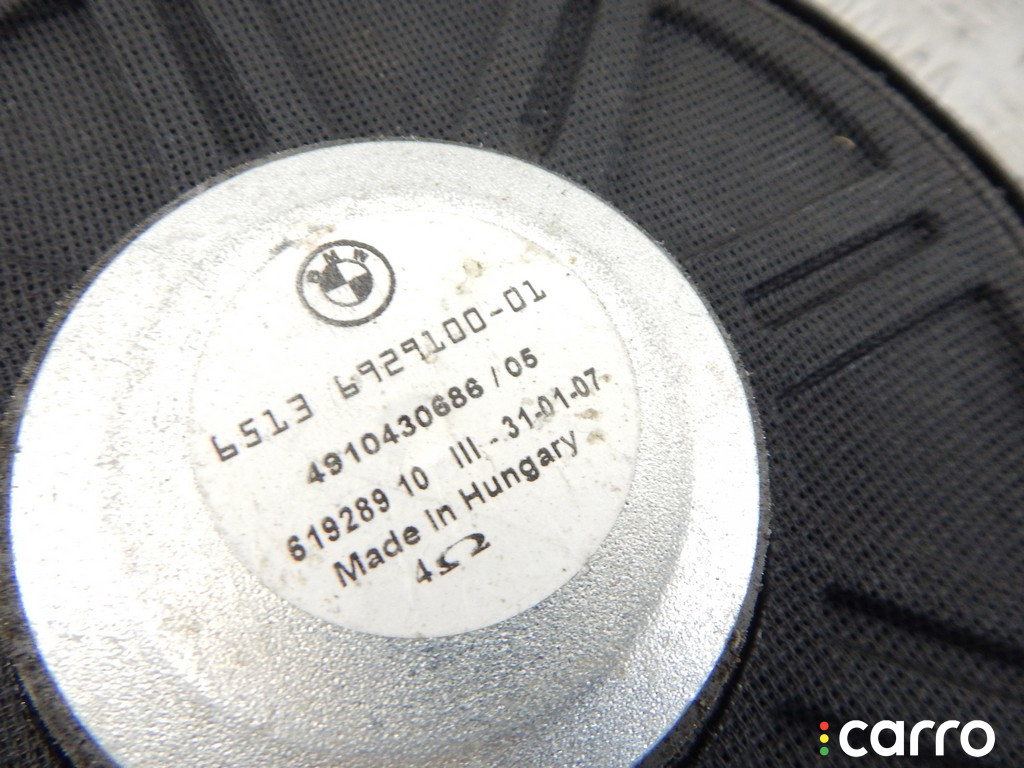 BMW
6513 6929100-01
4910430686 / 05
619289 10 III - 31-01-07
Made in Hungary
4Ω
carro